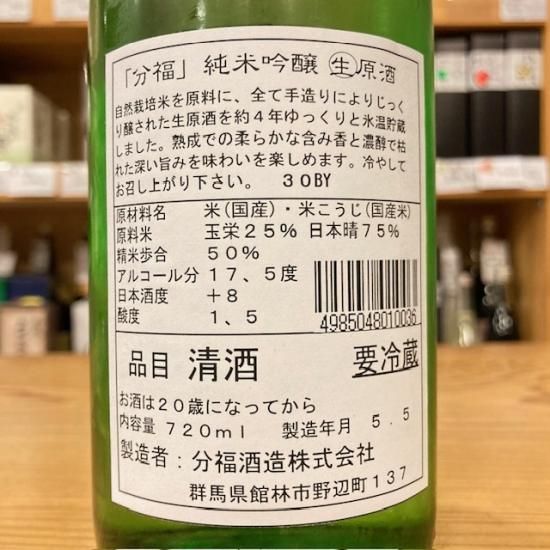 「分福」純米吟醸 ㊌原酒
自然栽培米を原料に、全て手造りによりじっく
り醸された生原酒を約４年ゆっくりと氷温貯蔵
しました。熟成での柔らかな含み香と濃醇で枯
れた深い旨みを味わいを楽しめます。冷やして
お召し上がり下さい。 ３０BY
原材料名 米(国産)・米こうじ(国産米)
原料米 玉栄２５% 日本晴７５%
精米歩合 ５０%
アルコール分 １７、５度
日本酒度 ＋８
酸度 １、５
4985048010036
品目 清酒 要冷蔵
お酒は２０歳になってから
内容量 ７２０ml 製造年月 ５.５
製造者：分福酒造株式会社
群馬県館林市野辺町１３７